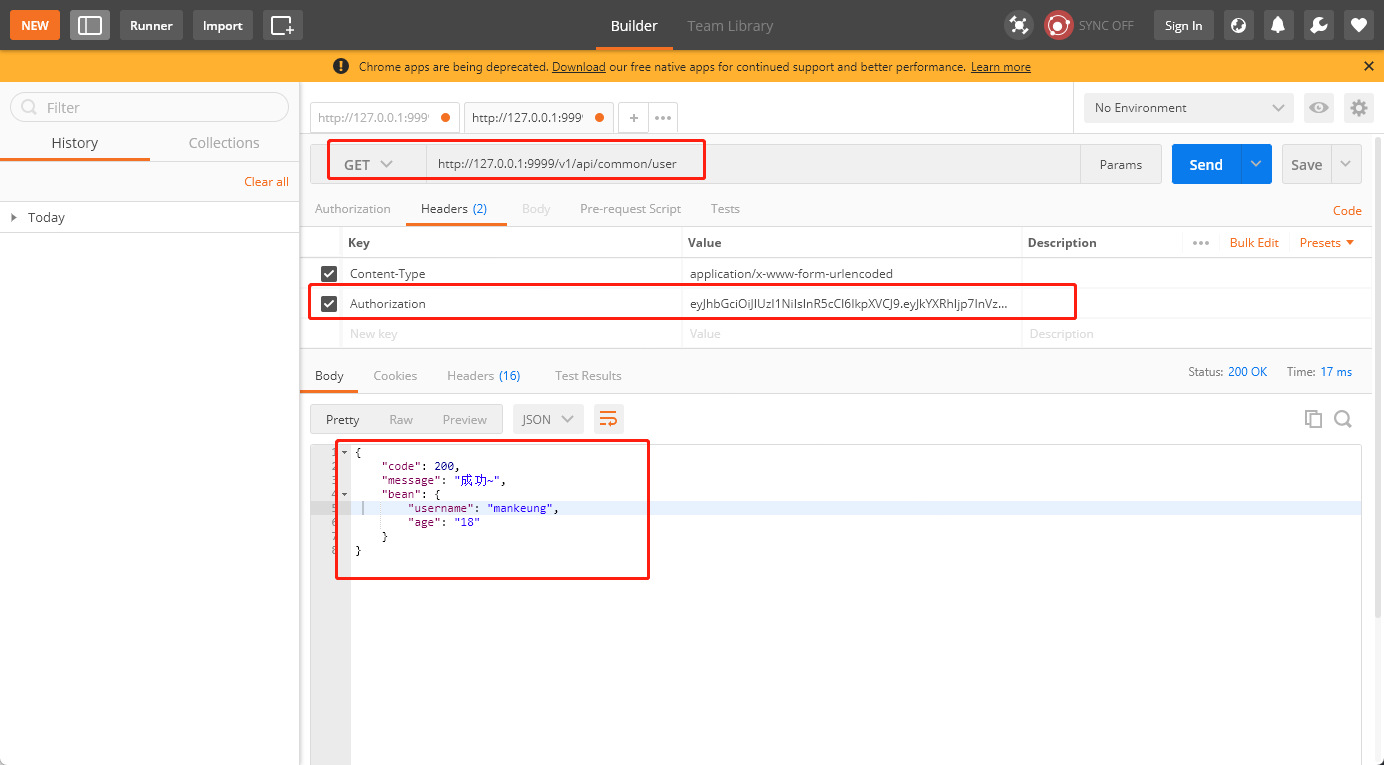 NEW Runner Import Builder Team Library SYNC OFF Sign In
Chrome apps are being deprecated. Download our free native apps for continued support and better performance. Learn more
Filter
History Collections
Clear all
Today
http://127.0.0.1:9999 http://127.0.0.1:9999 + ••• No Environment
GET http://127.0.0.1:9999/v1/api/common/user Params Send Save
Authorization Headers (2) Body Pre-request Script Tests Code
Key Value Description ••• Bulk Edit Presets
Content-Type application/x-www-form-urlencoded
Authorization
New key Value Description
Body Cookies Headers (16) Test Results Status: 200 OK Time: 17 ms
Pretty Raw Preview JSON
1 {
2 "code": 200,
3 "message": "成功~",
4 "bean": {
5 "username": "mankeung",
6 "age": "18"
7 }
8 }